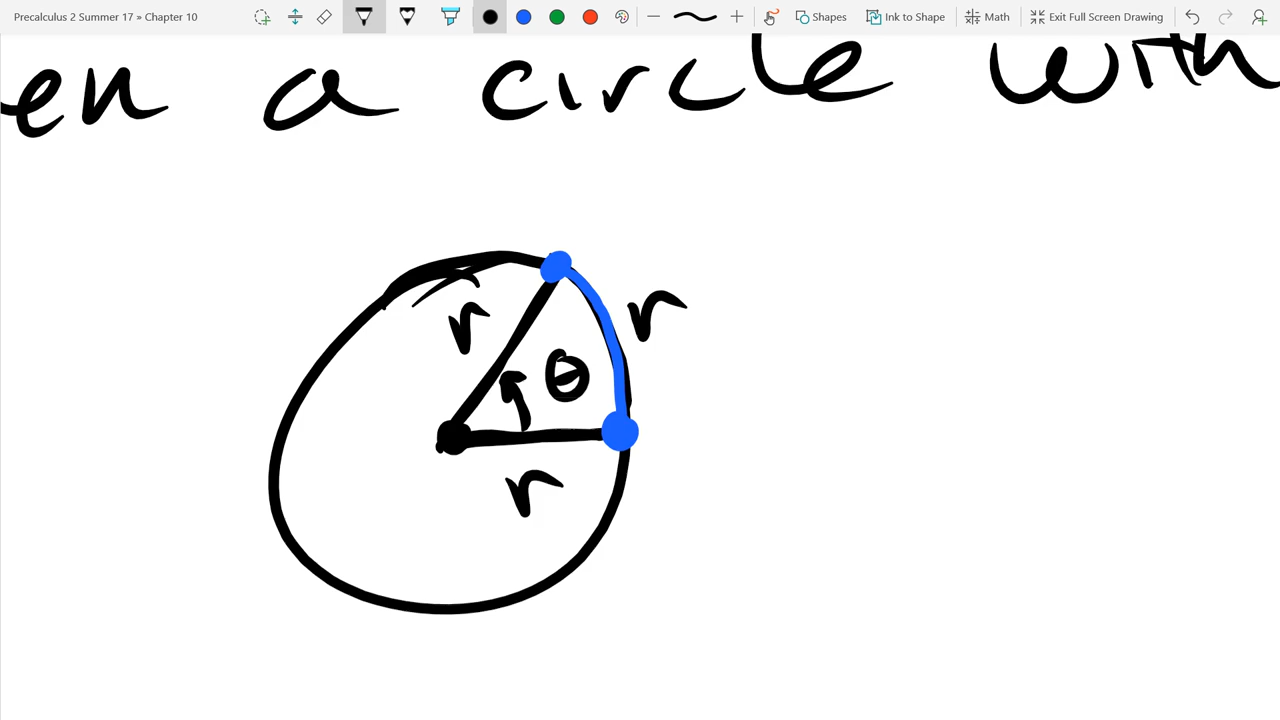 Precalculus 2 Summer 17 » Chapter 10
Shapes
Ink to Shape
Math
Exit Full Screen Drawing
en a circle with
r
r
θ
r